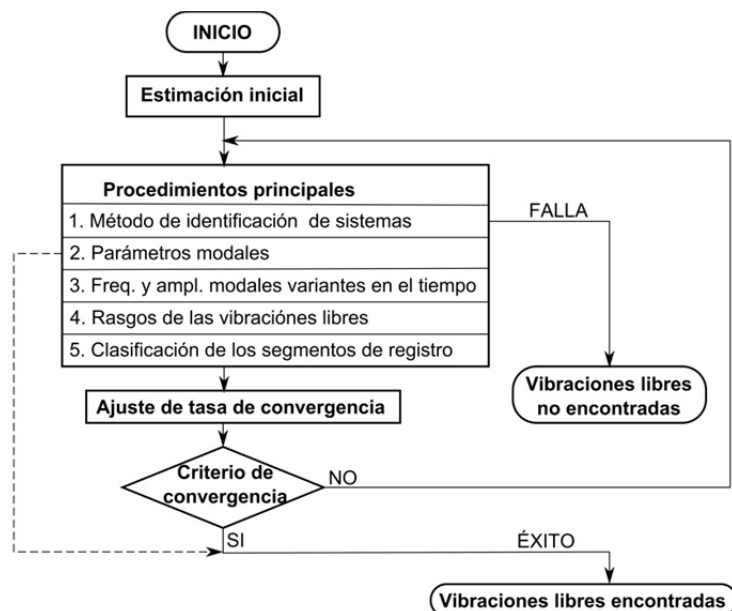 INICIO
Estimación inicial
Procedimientos principales
1. Método de identificación de sistemas
2. Parámetros modales
3. Freq. y ampl. modales variantes en el tiempo
4. Rasgos de las vibraciónes libres
5. Clasificación de los segmentos de registro
FALLA
Vibraciones libres
no encontradas
Ajuste de tasa de convergencia
Criterio de
convergencia
NO
SI
ÉXITO
Vibraciones libres encontradas